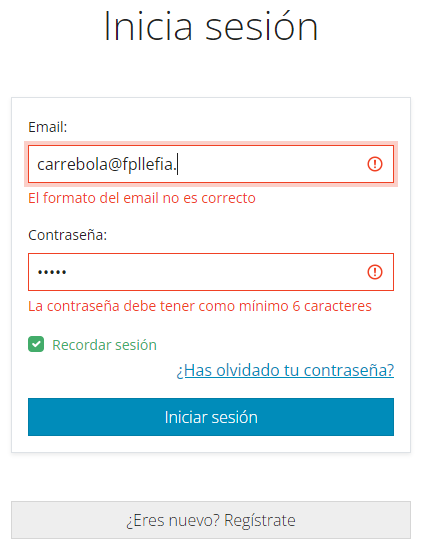 Inicia sesión
Email:
carrebola@fpllefia.
El formato del email no es correcto
Contraseña:
•••••
La contraseña debe tener como mínimo 6 caracteres
Recordar sesión
¿Has olvidado tu contraseña?
Iniciar sesión
¿Eres nuevo? Regístrate